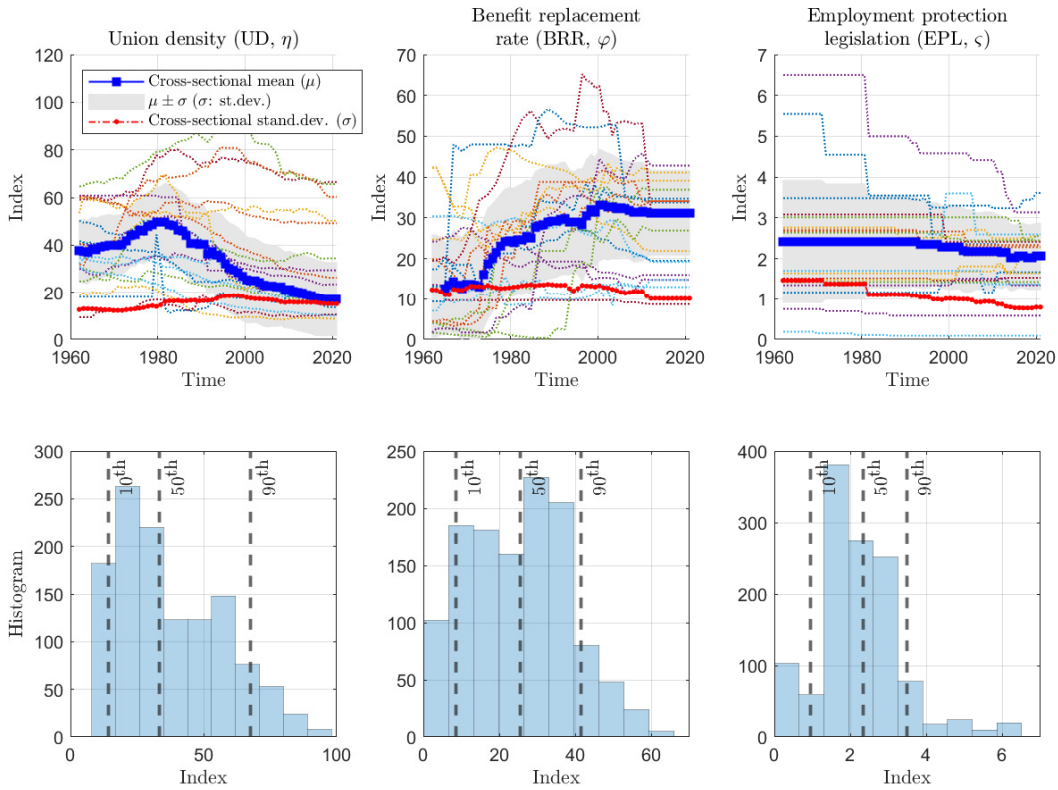 Union density (UD, η)
120
100
80
60
40
20
0
Index
Cross-sectional mean (μ)
μ ± σ (σ: st.dev.)
Cross-sectional stand.dev. (σ)
1960
1980
2000
2020
Time
Benefit replacement
rate (BRR, φ)
70
60
50
40
30
20
10
0
Index
1960
1980
2000
2020
Time
Employment protection
legislation (EPL, ς)
7
6
5
4
3
2
1
0
Index
1960
1980
2000
2020
Time
300
250
200
150
100
50
0
Histogram
10th
50th
90th
0
50
100
Index
250
200
150
100
50
0
10th
50th
90th
0
20
40
60
Index
400
300
200
100
0
10th
50th
90th
0
2
4
6
Index